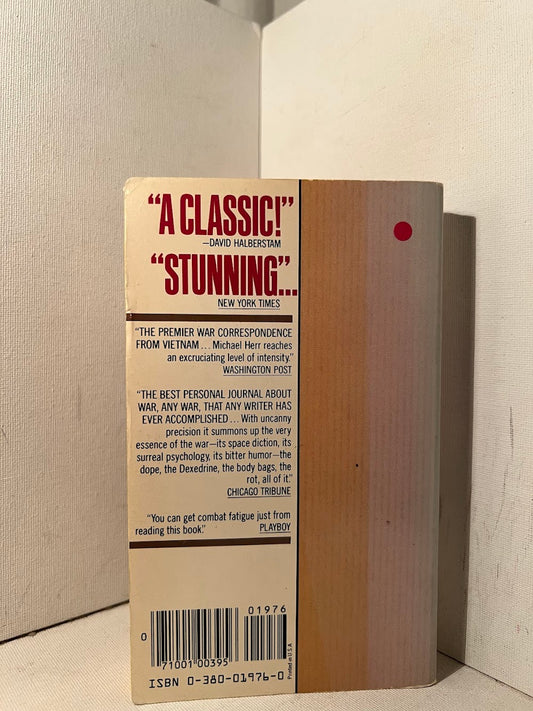 “A CLASSIC!”
—DAVID HALBERSTAM
“STUNNING”...
NEW YORK TIMES
“THE PREMIER WAR CORRESPONDENCE
FROM VIETNAM... Michael Herr reaches
an excruciating level of intensity.”
WASHINGTON POST
“THE BEST PERSONAL JOURNAL ABOUT
WAR, ANY WAR, THAT ANY WRITER HAS
EVER ACCOMPLISHED... With uncanny
precision it summons up the very
essence of the war—its space diction, its
surreal psychology, its bitter humor—the
dope, the Dexedrine, the body bags, the
rot, all of it.”
CHICAGO TRIBUNE
“You can get combat fatigue just from
reading this book.” PLAYBOY
01976
0
71001 00395
Printed in U.S.A.
ISBN 0-380-01976-0